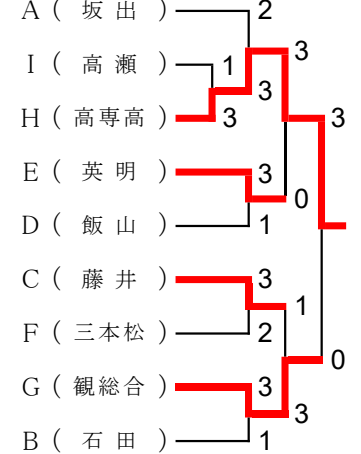 A ( 坂 出 ) 2
3
I ( 高 瀬 ) 1
3
H ( 高専高 ) 3 3
E ( 英 明 ) 3
0
D ( 飯 山 ) 1
C ( 藤 井 ) 3
1
F ( 三本松 ) 2
0
G ( 観総合 ) 3
3
B ( 石 田 ) 1